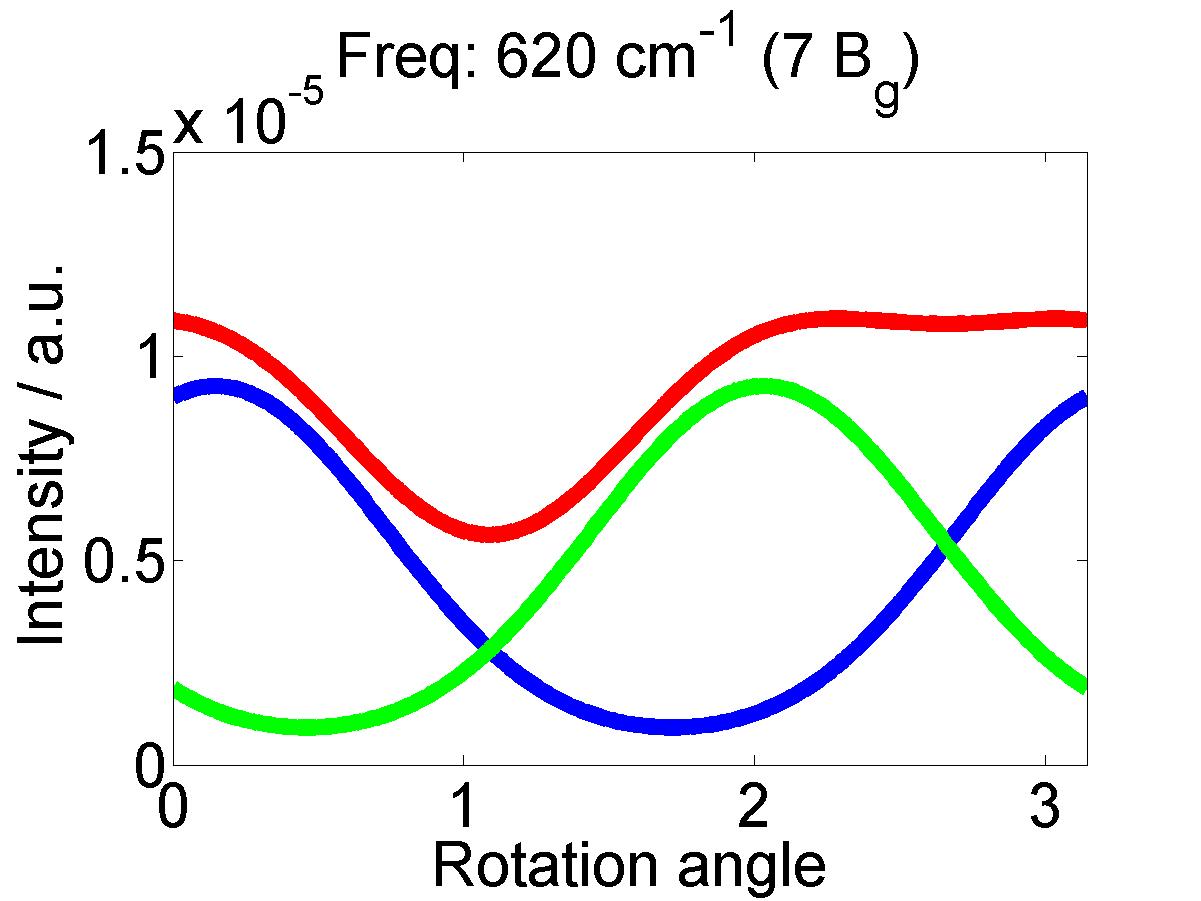 Freq: 620 cm⁻¹ (7 B_g)
x 10⁻⁵
1.5
1
0.5
0
0 1 2 3
Intensity / a.u.
Rotation angle